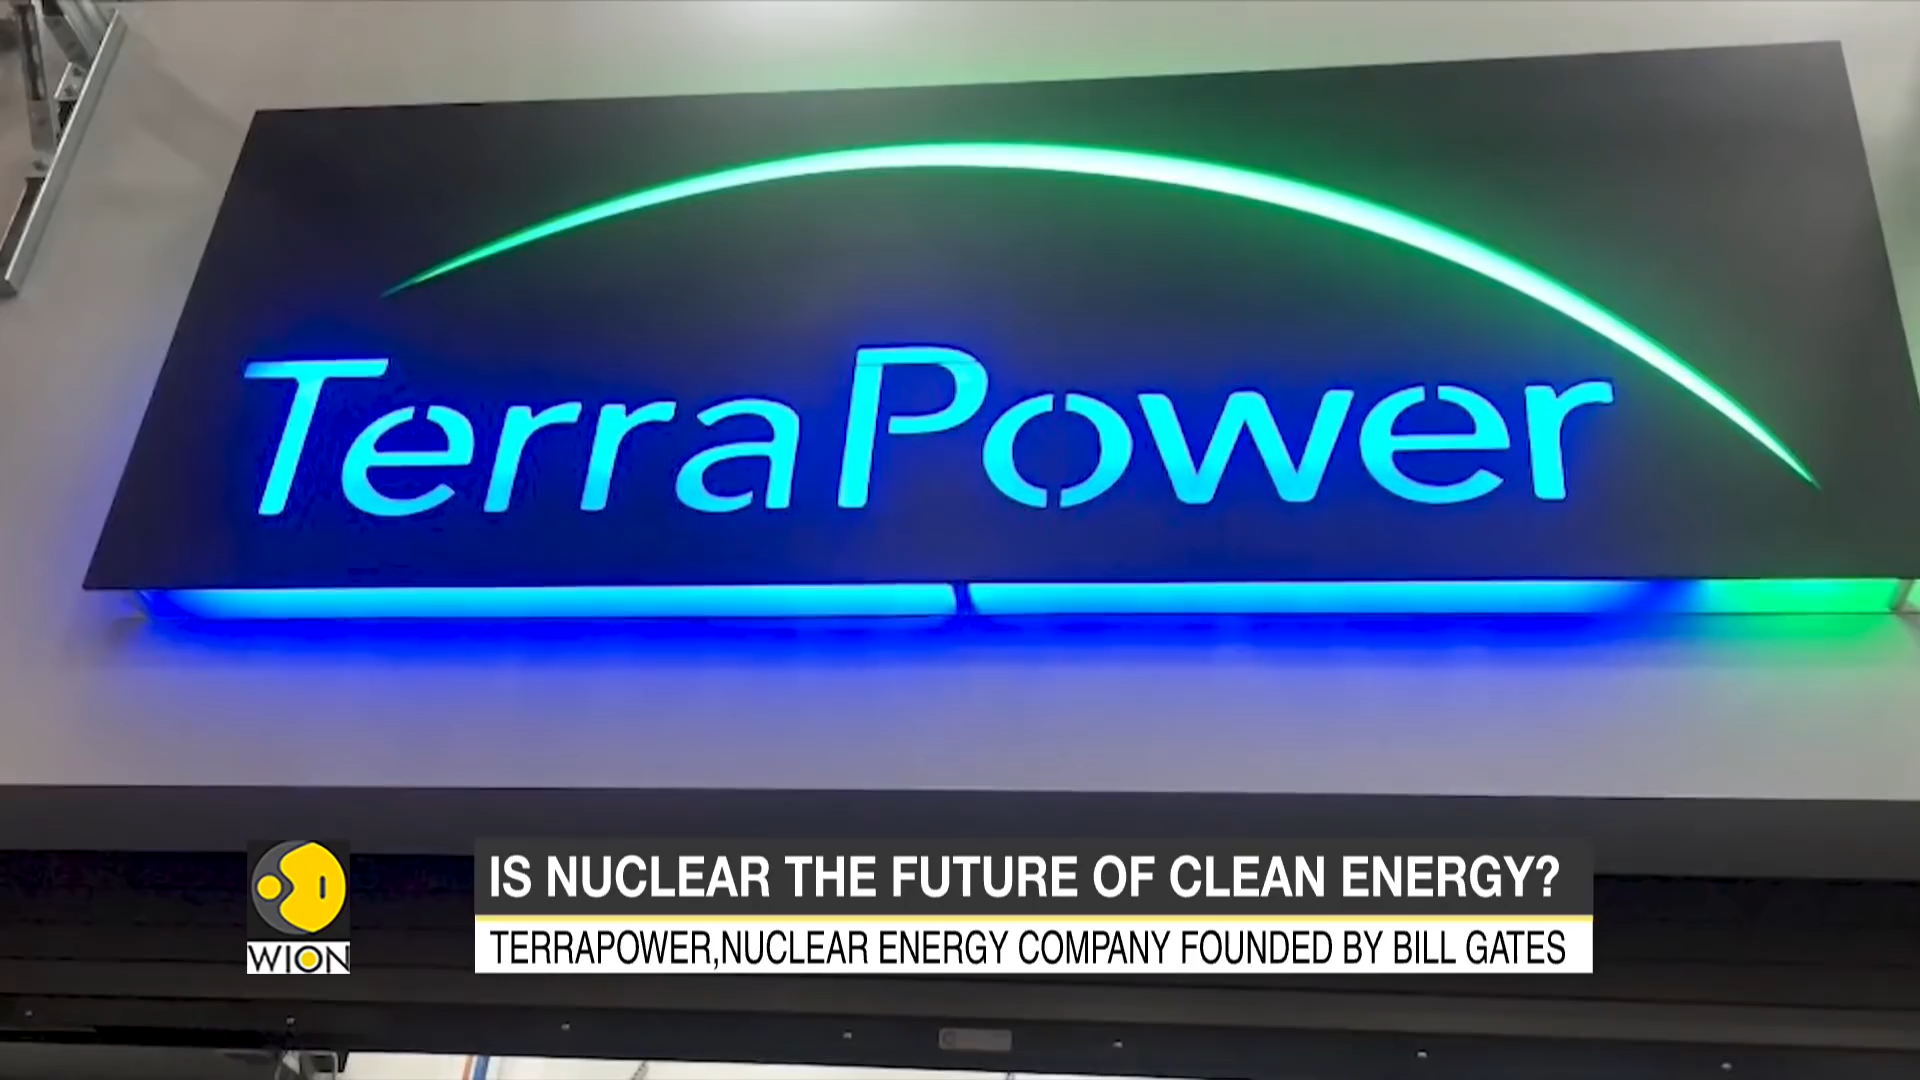 TerraPower
IS NUCLEAR THE FUTURE OF CLEAN ENERGY?
TERRAPOWER,NUCLEAR ENERGY COMPANY FOUNDED BY BILL GATES
WION